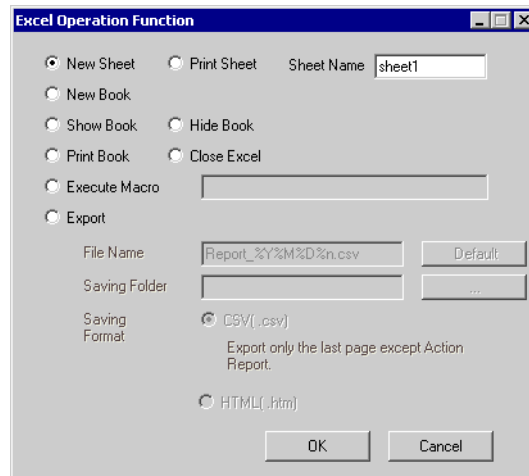 Excel Operation Function
New Sheet Print Sheet Sheet Name sheet1
New Book
Show Book Hide Book
Print Book Close Excel
Execute Macro
Export
File Name Report_%Y%M%D%n.csv Default
Saving Folder ...
Saving CSV( .csv)
Format
Export only the last page except Action
Report.
HTML( .htm)
OK Cancel